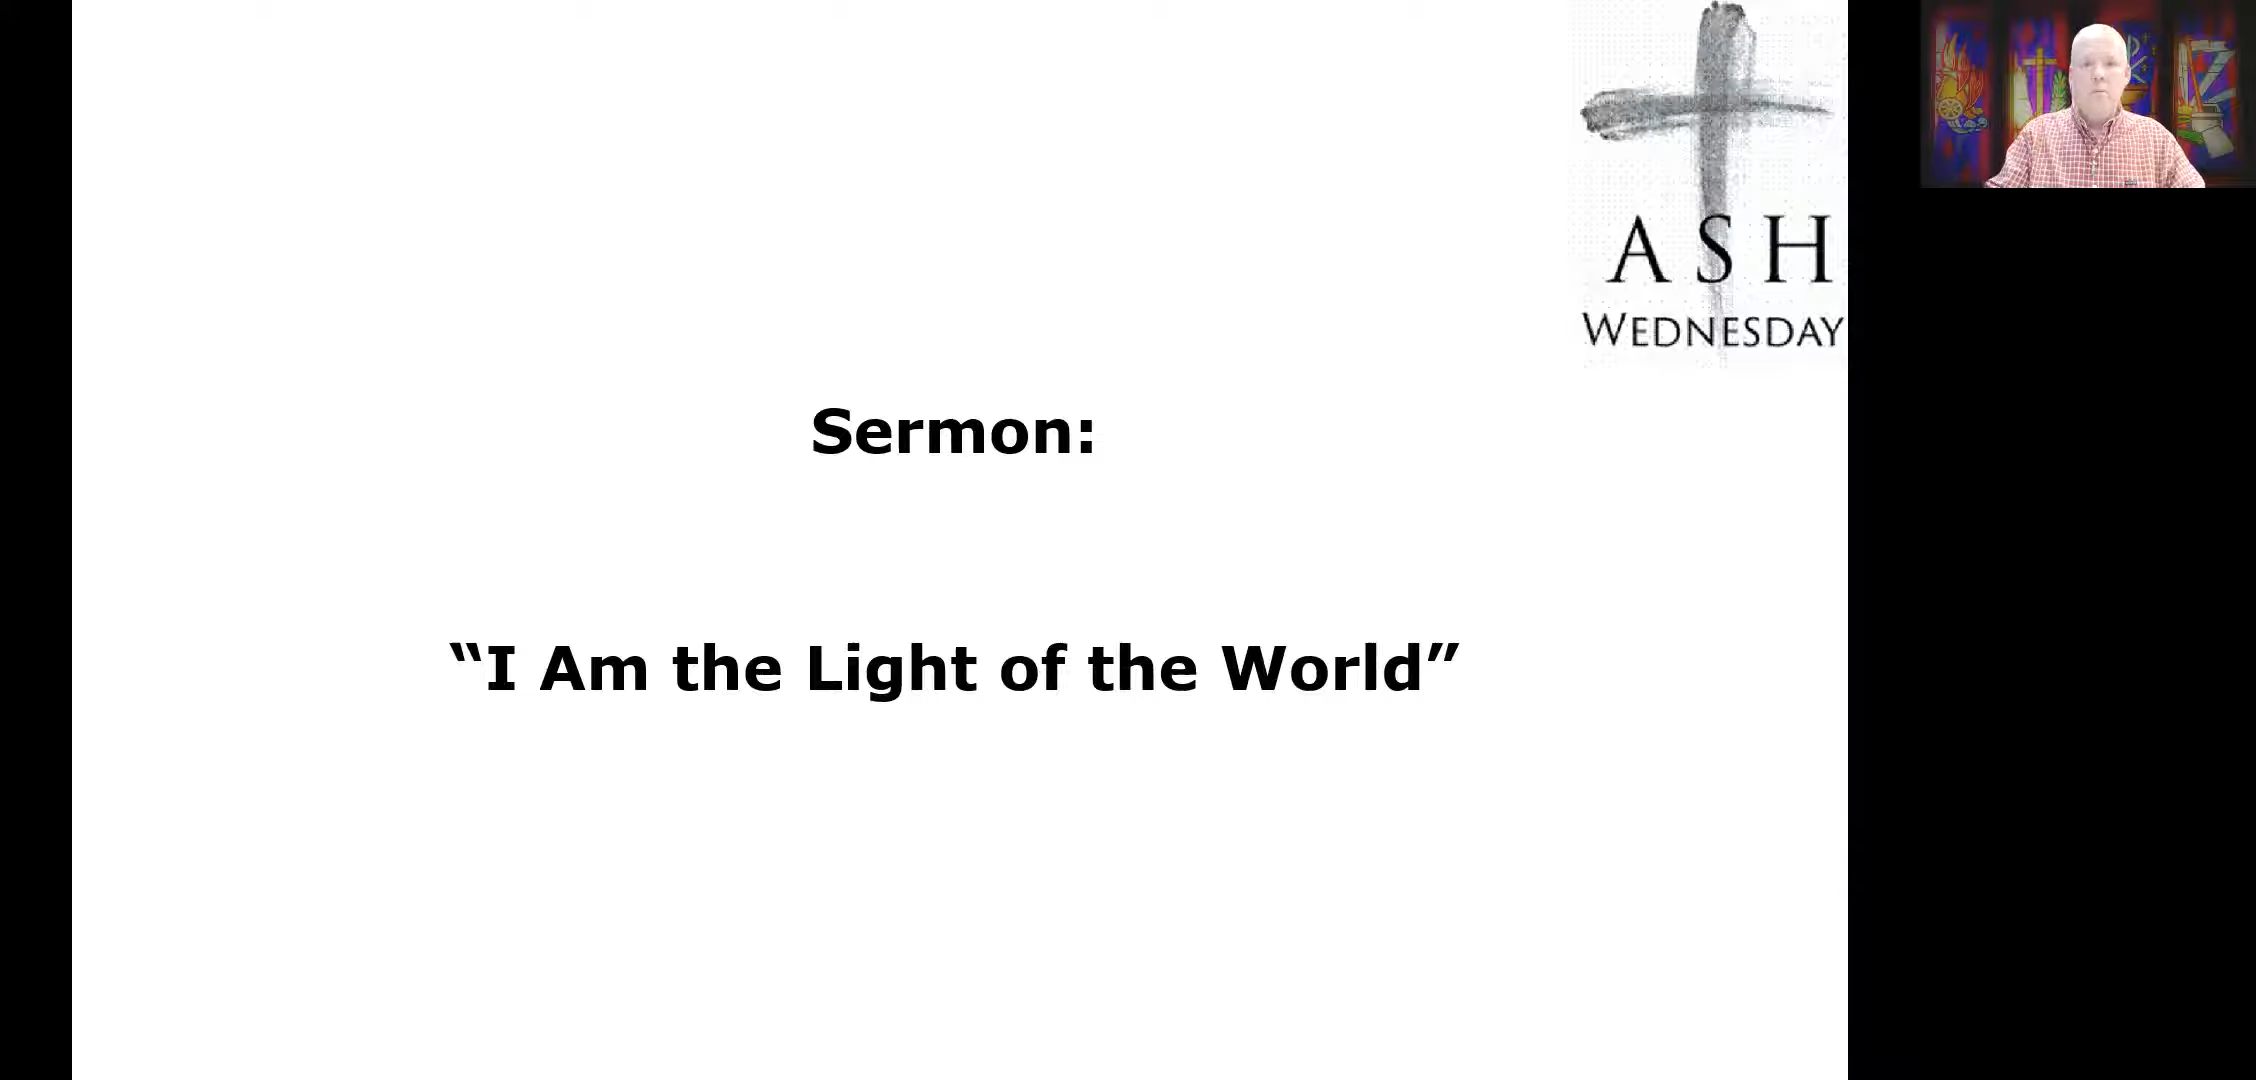 ASH
WEDNESDAY
Sermon:
“I Am the Light of the World”